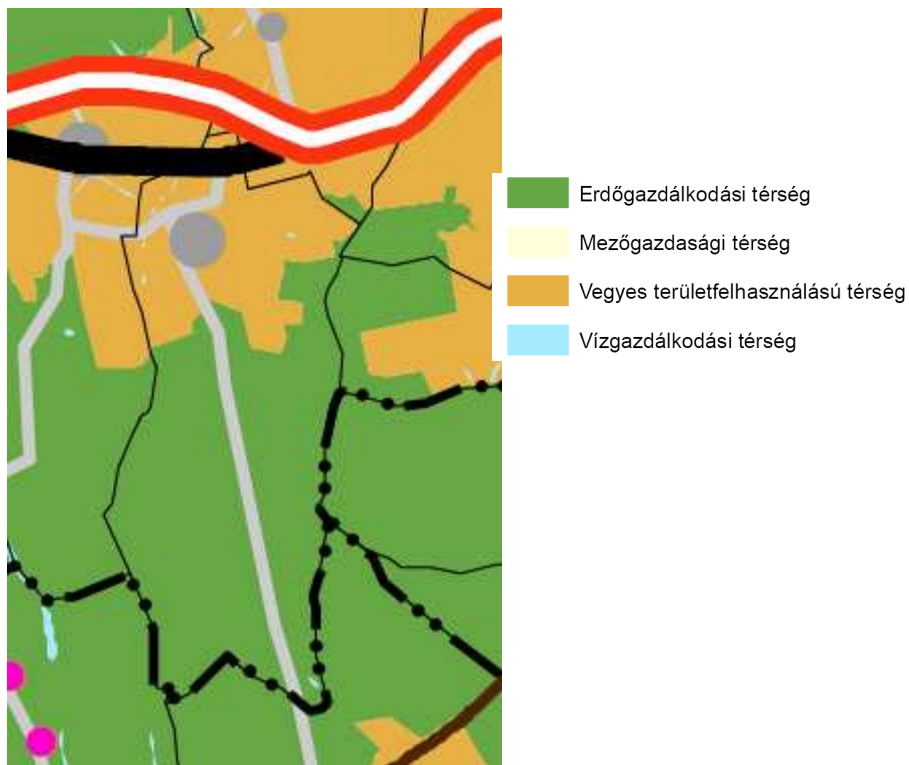 Erdőgazdálkodási térség
Mezőgazdasági térség
Vegyes területfelhasználású térség
Vízgazdálkodási térség